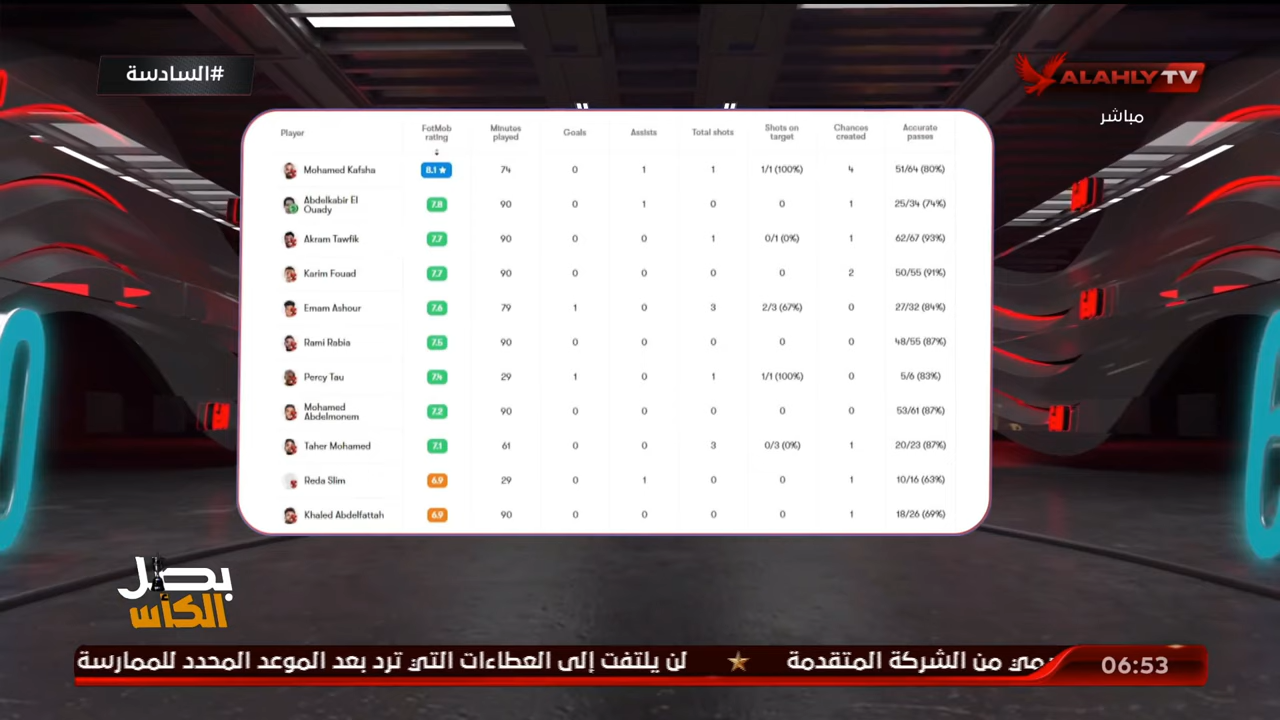 #السادسة
ALAHLY TV
مباشر
Player FotMob rating Minutes played Goals Assists Total shots Shots on target Chances created Accurate passes
Mohamed Kafsha 8.1 74 0 1 1 1/1 (100%) 4 51/64 (80%)
Abdelkabir El Ouady 7.8 90 0 1 0 0 1 25/34 (74%)
Akram Tawfik 7.7 90 0 0 1 0/1 (0%) 1 62/67 (93%)
Karim Fouad 7.7 90 0 0 0 0 2 50/55 (91%)
Emam Ashour 7.6 79 1 0 3 2/3 (67%) 0 27/32 (84%)
Rami Rabia 7.5 90 0 0 0 0 0 48/55 (87%)
Percy Tau 7.4 29 1 0 1 1/1 (100%) 0 5/6 (83%)
Mohamed Abdelmonem 7.2 90 0 0 0 0 0 53/61 (87%)
Taher Mohamed 7.1 61 0 0 3 0/3 (0%) 1 20/23 (87%)
Reda Slim 6.9 29 0 1 0 0 1 10/16 (63%)
Khaled Abdelfattah 6.9 90 0 0 0 0 1 18/26 (69%)
بطل
الكأس
من الشركة المتقدمة ★ لن يلتفت إلى العطاءات التي ترد بعد الموعد المحدد للممارسة
06:53